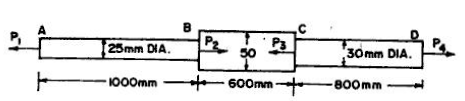 A B C D
P1 25mm DIA. P2 50 P3 30mm DIA. P4
1000mm 600mm 800mm